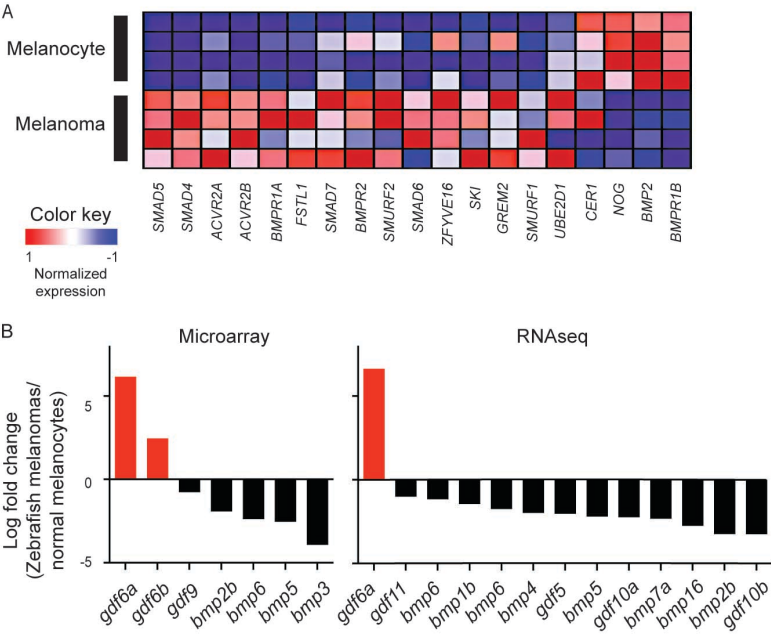 A
Melanocyte
Melanoma
SMAD5
SMAD4
ACVR2A
ACVR2B
BMPR1A
FSTL1
SMAD7
BMPR2
SMURF2
SMAD6
ZFYVE16
SKI
GREM2
SMURF1
UBE2D1
CER1
NOG
BMP2
BMPR1B
Color key
1 -1
Normalized
expression
B
Microarray
RNAseq
Log fold change
(Zebrafish melanomas/
normal melanocytes)
5
0
-5
gdf6a
gdf6b
gdf9
bmp2b
bmp6
bmp5
bmp3
5
0
-5
gdf6a
gdf11
bmp6
bmp1b
bmp6
bmp4
gdf5
bmp5
gdf10a
bmp7a
bmp16
bmp2b
gdf10b